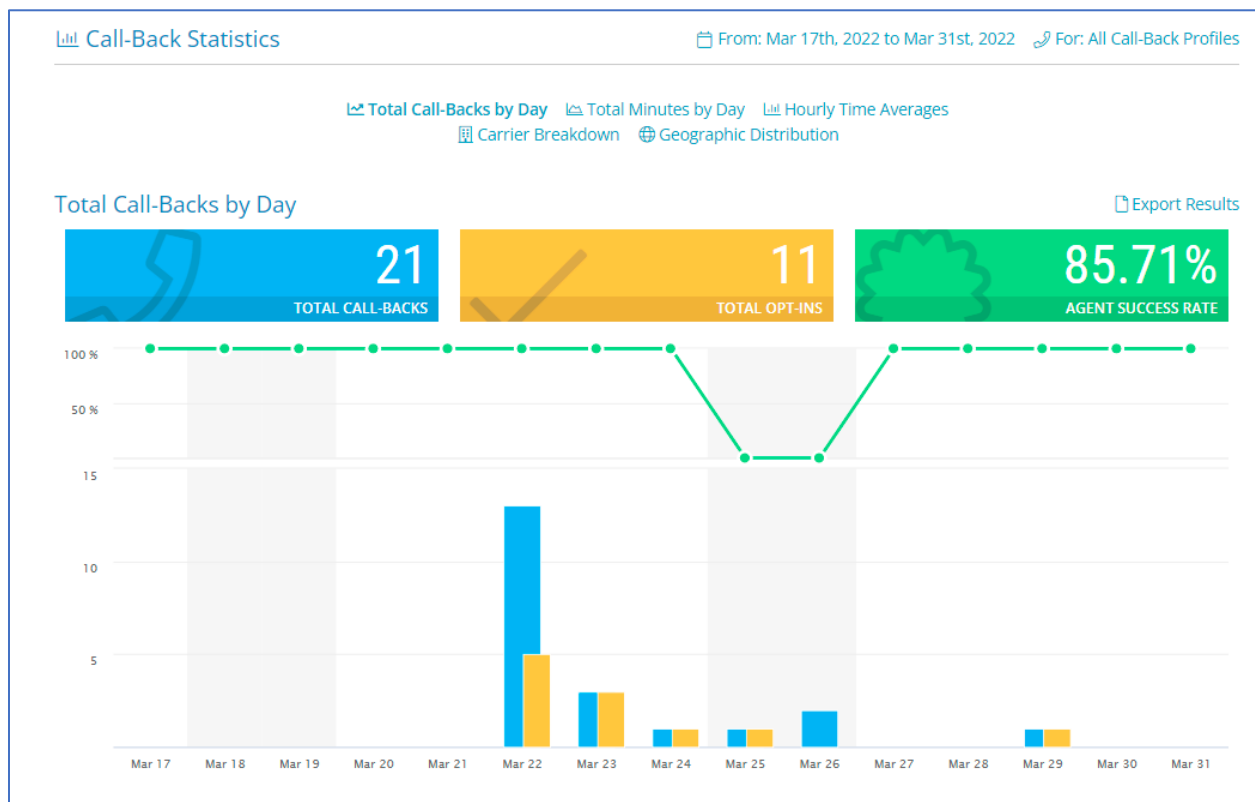 Call-Back Statistics
From: Mar 17th, 2022 to Mar 31st, 2022 For: All Call-Back Profiles
Total Call-Backs by Day Total Minutes by Day Hourly Time Averages
Carrier Breakdown Geographic Distribution
Total Call-Backs by Day
Export Results
21
TOTAL CALL-BACKS
11
TOTAL OPT-INS
85.71%
AGENT SUCCESS RATE
100 %
50 %
15
10
5
Mar 17 Mar 18 Mar 19 Mar 20 Mar 21 Mar 22 Mar 23 Mar 24 Mar 25 Mar 26 Mar 27 Mar 28 Mar 29 Mar 30 Mar 31